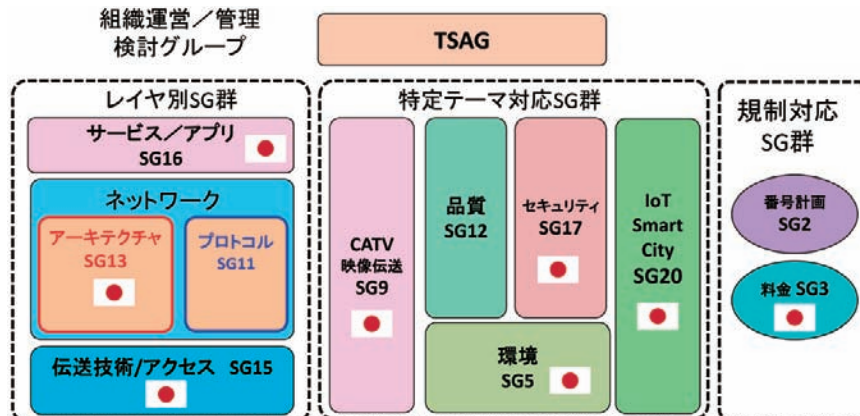 組織運営／管理
検討グループ
TSAG
レイヤ別SG群
サービス／アプリ
SG16
ネットワーク
アーキテクチャ
SG13
プロトコル
SG11
伝送技術/アクセス SG15
特定テーマ対応SG群
CATV
映像伝送
SG9
品質
SG12
セキュリティ
SG17
環境
SG5
IoT
Smart
City
SG20
規制対応
SG群
番号計画
SG2
料金 SG3